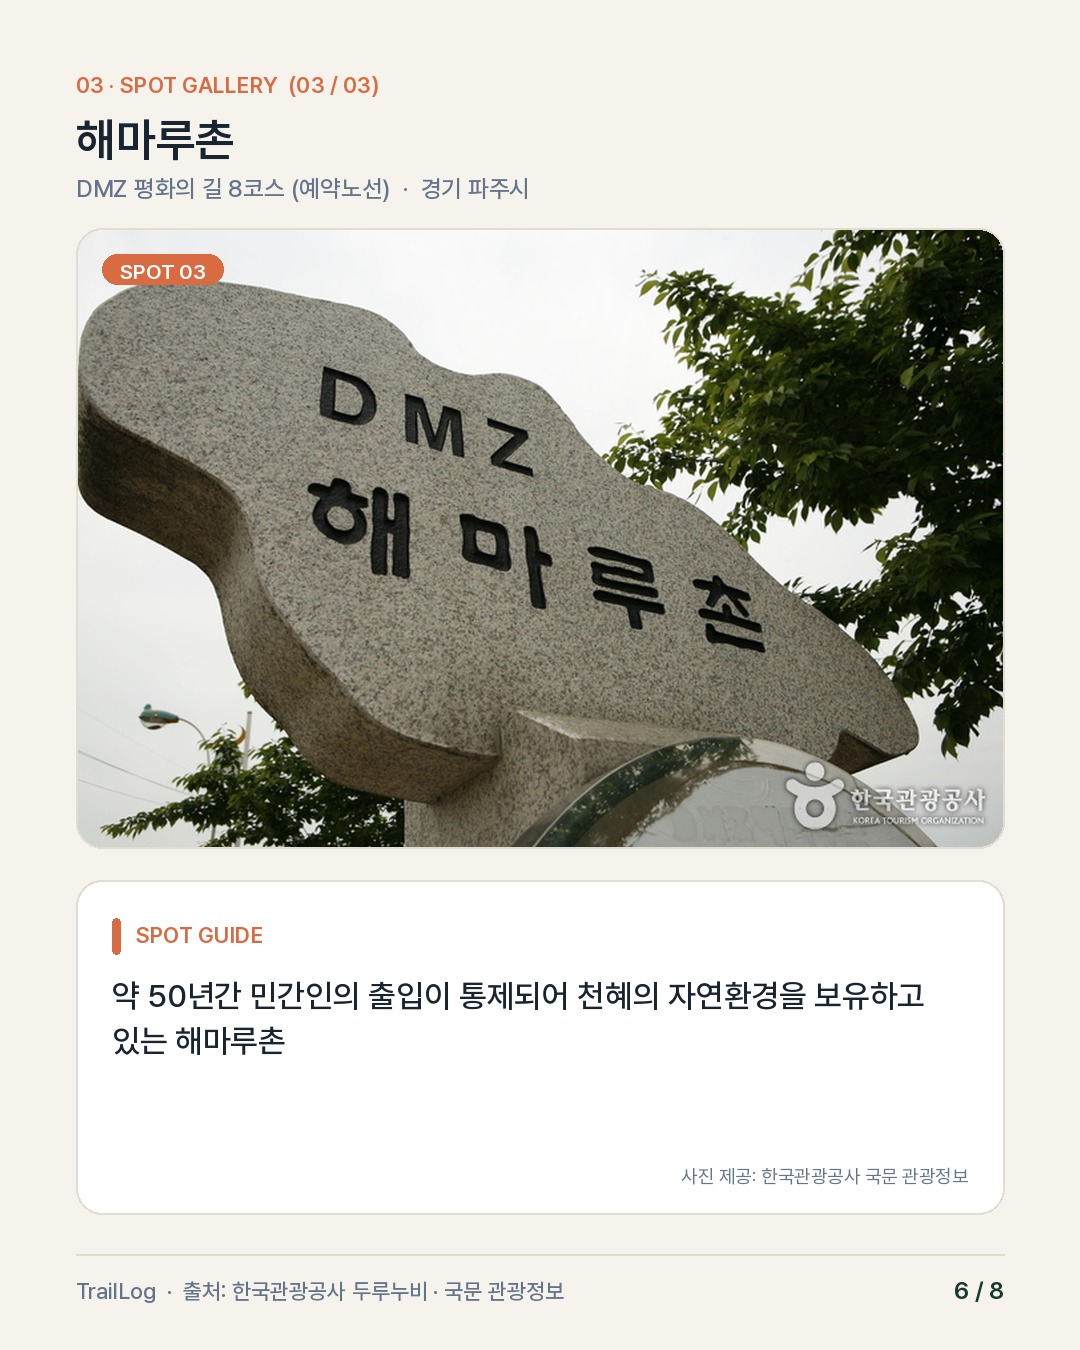 03 · SPOT GALLERY (03 / 03)
해마루촌
DMZ 평화의 길 8코스 (예약노선) · 경기 파주시
SPOT 03
DMZ
해마루촌
한국관광공사
KOREA TOURISM ORGANIZATION
SPOT GUIDE
약 50년간 민간인의 출입이 통제되어 천혜의 자연환경을 보유하고
있는 해마루촌
사진 제공: 한국관광공사 국문 관광정보
TrailLog · 출처: 한국관광공사 두루누비 · 국문 관광정보
6 / 8